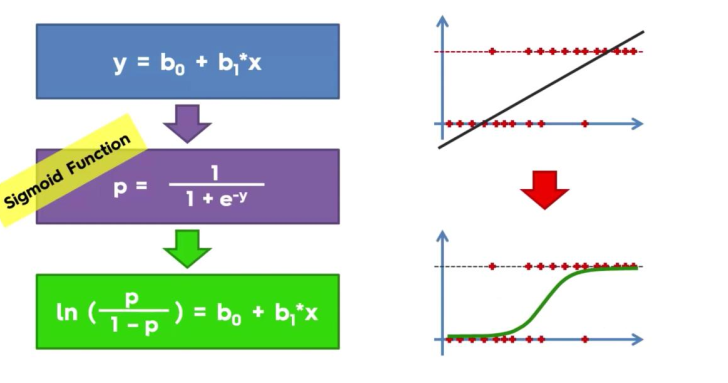 y = b₀ + b₁*x
Sigmoid Function
p = 1 / 1 + e⁻ʸ
ln ( p / 1 - p ) = b₀ + b₁*x